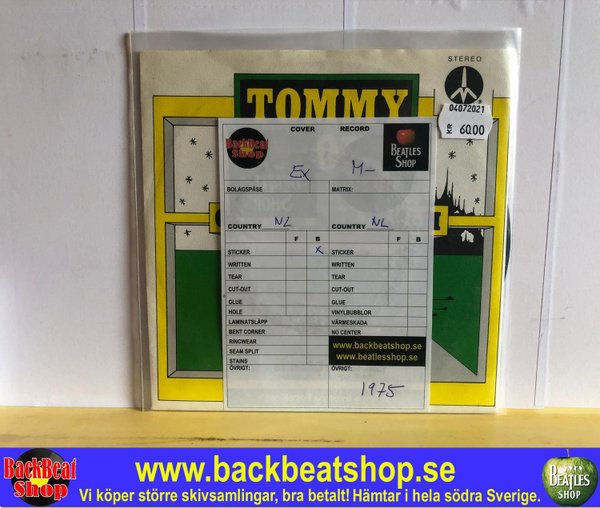 STEREO
TOMMY
04072021
KR 60.00
COVER RECORD
BackBeat Shop
BEATLES SHOP
Ex M-
BOLAGSPÅSE MATRIX:
NL NL
COUNTRY COUNTRY
F B F B
STICKER X STICKER
WRITTEN WRITTEN
TEAR TEAR
CUT-OUT CUT-OUT
GLUE GLUE
HOLE VINYLBUBBLOR
LAMINATSLÄPP VÄRMESKADA
BENT CORNER NO CENTER
RINGWEAR
SEAM SPLIT
STAINS
www.backbeatshop.se
www.beatlesshop.se
ÖVRIGT: ÖVRIGT:
1975
BackBeat Shop
www.backbeatshop.se
Vi köper större skivsamlingar, bra betalt! Hämtar i hela södra Sverige.
BEATLES SHOP